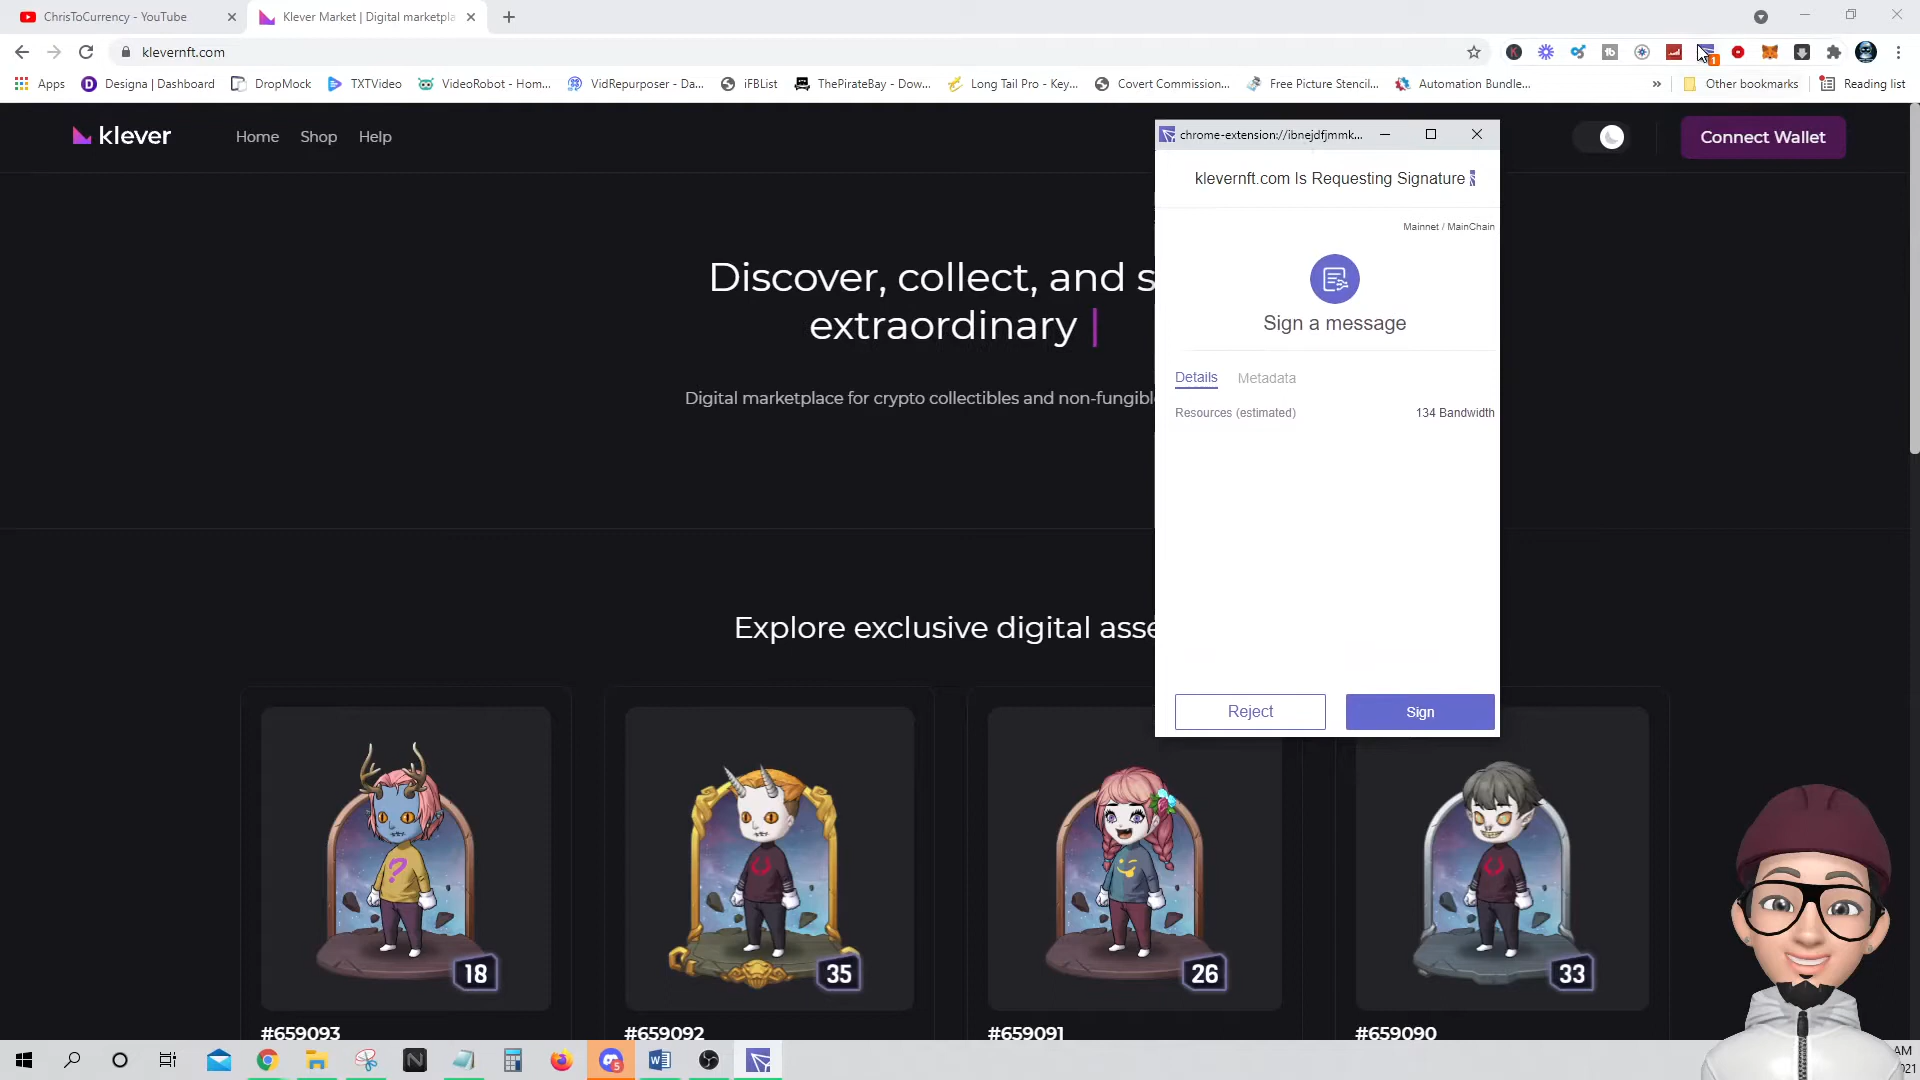 ChrisToCurrency - YouTube
Klever Market | Digital marketpla
klevernft.com
Apps
Designa | Dashboard
DropMock
TXTVideo
VideoRobot - Hom...
VidRepurposer - Da...
iFBList
ThePirateBay - Dow...
Long Tail Pro - Key...
Covert Commission...
Free Picture Stencil...
Automation Bundle...
»
Other bookmarks
Reading list
klever
Home
Shop
Help
Connect Wallet
Discover, collect, and s
extraordinary |
Digital marketplace for crypto collectibles and non-fungibl
chrome-extension://ibnejdfjmmk...
klevernft.com Is Requesting Signature
Mainnet / MainChain
Sign a message
Details
Metadata
Resources (estimated)
134 Bandwidth
Reject
Sign
Explore exclusive digital asse
18
35
26
33
#659093
#659092
#659091
#659090
AM
021